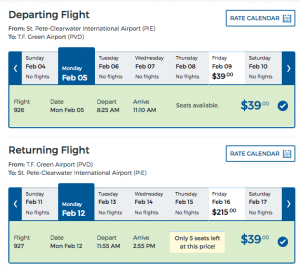 Departing Flight
RATE CALENDAR
From: St. Pete-Clearwater International Airport (PIE)
To: T.F. Green Airport (PVD)
Sunday Monday Tuesday Wednesday Thursday Friday Saturday
Feb 04 Feb 05 Feb 06 Feb 07 Feb 08 Feb 09 Feb 10
No flights No flights No flights No flights $39.00 No flights
Flight Date Depart Arrive Seats available. $39.00
926 Mon Feb 05 8:25 AM 11:10 AM
Returning Flight
RATE CALENDAR
From: T.F. Green Airport (PVD)
To: St. Pete-Clearwater International Airport (PIE)
Sunday Monday Tuesday Wednesday Thursday Friday Saturday
Feb 11 Feb 12 Feb 13 Feb 14 Feb 15 Feb 16 Feb 17
No flights No flights No flights No flights $215.00 No flights
Flight Date Depart Arrive Only 5 seats left $39.00
927 Mon Feb 12 11:55 AM 2:55 PM at this price!